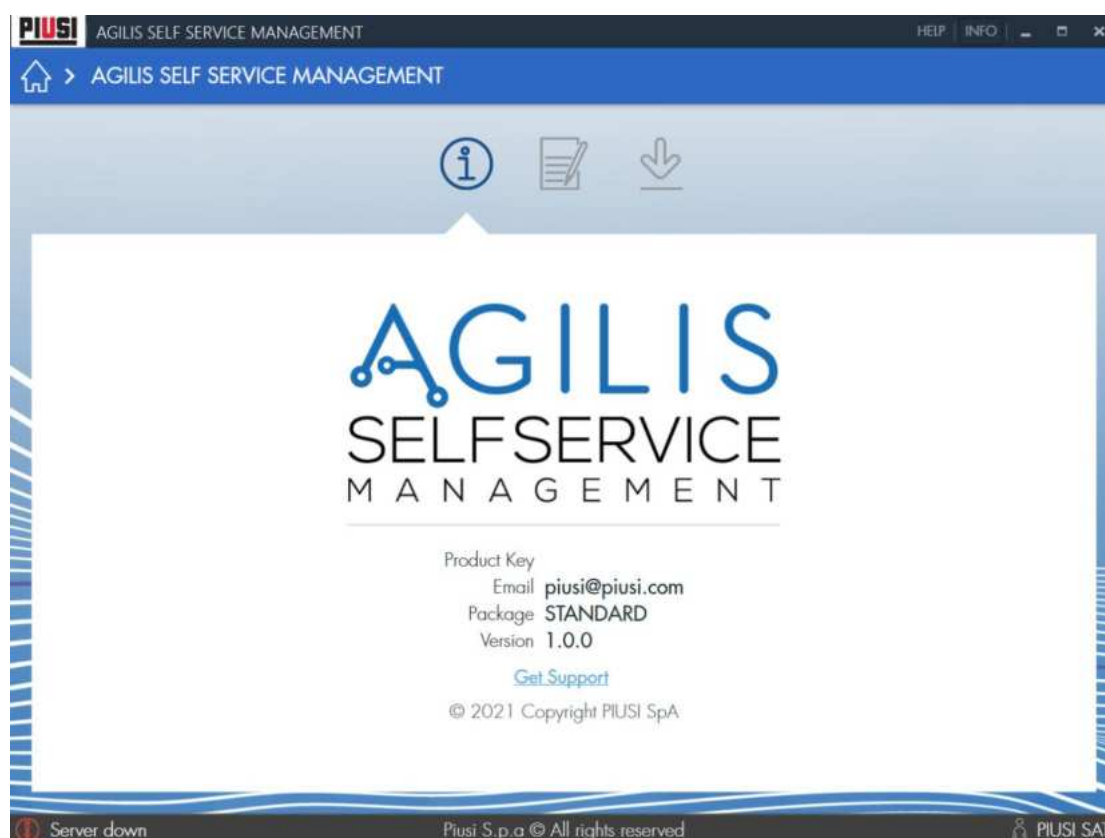 PIUSI AGILIS SELF SERVICE MANAGEMENT HELP INFO
> AGILIS SELF SERVICE MANAGEMENT
AGILIS
SELFSERVICE
MANAGEMENT
Product Key
Email piusi@piusi.com
Package STANDARD
Version 1.0.0
Get Support
© 2021 Copyright PIUSI SpA
Server down Piusi S.p.a © All rights reserved PIUSI SAT